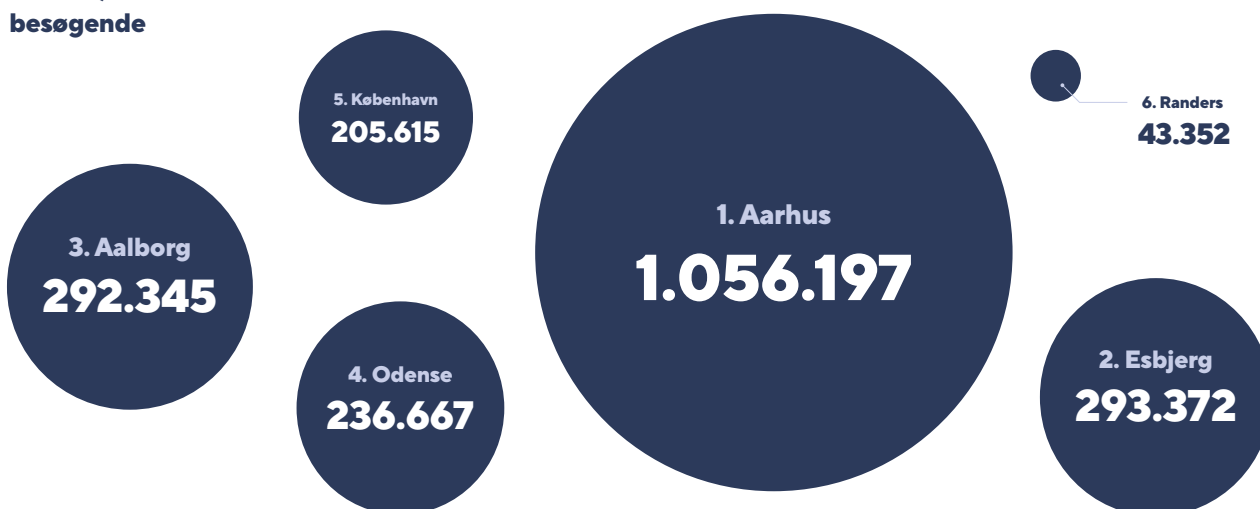 besøgende
5. København
205.615
1. Aarhus
1.056.197
6. Randers
43.352
3. Aalborg
292.345
4. Odense
236.667
2. Esbjerg
293.372